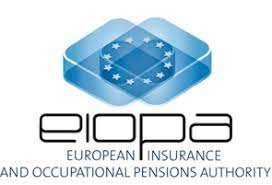 eiopa
EUROPEAN INSURANCE
AND OCCUPATIONAL PENSIONS AUTHORITY